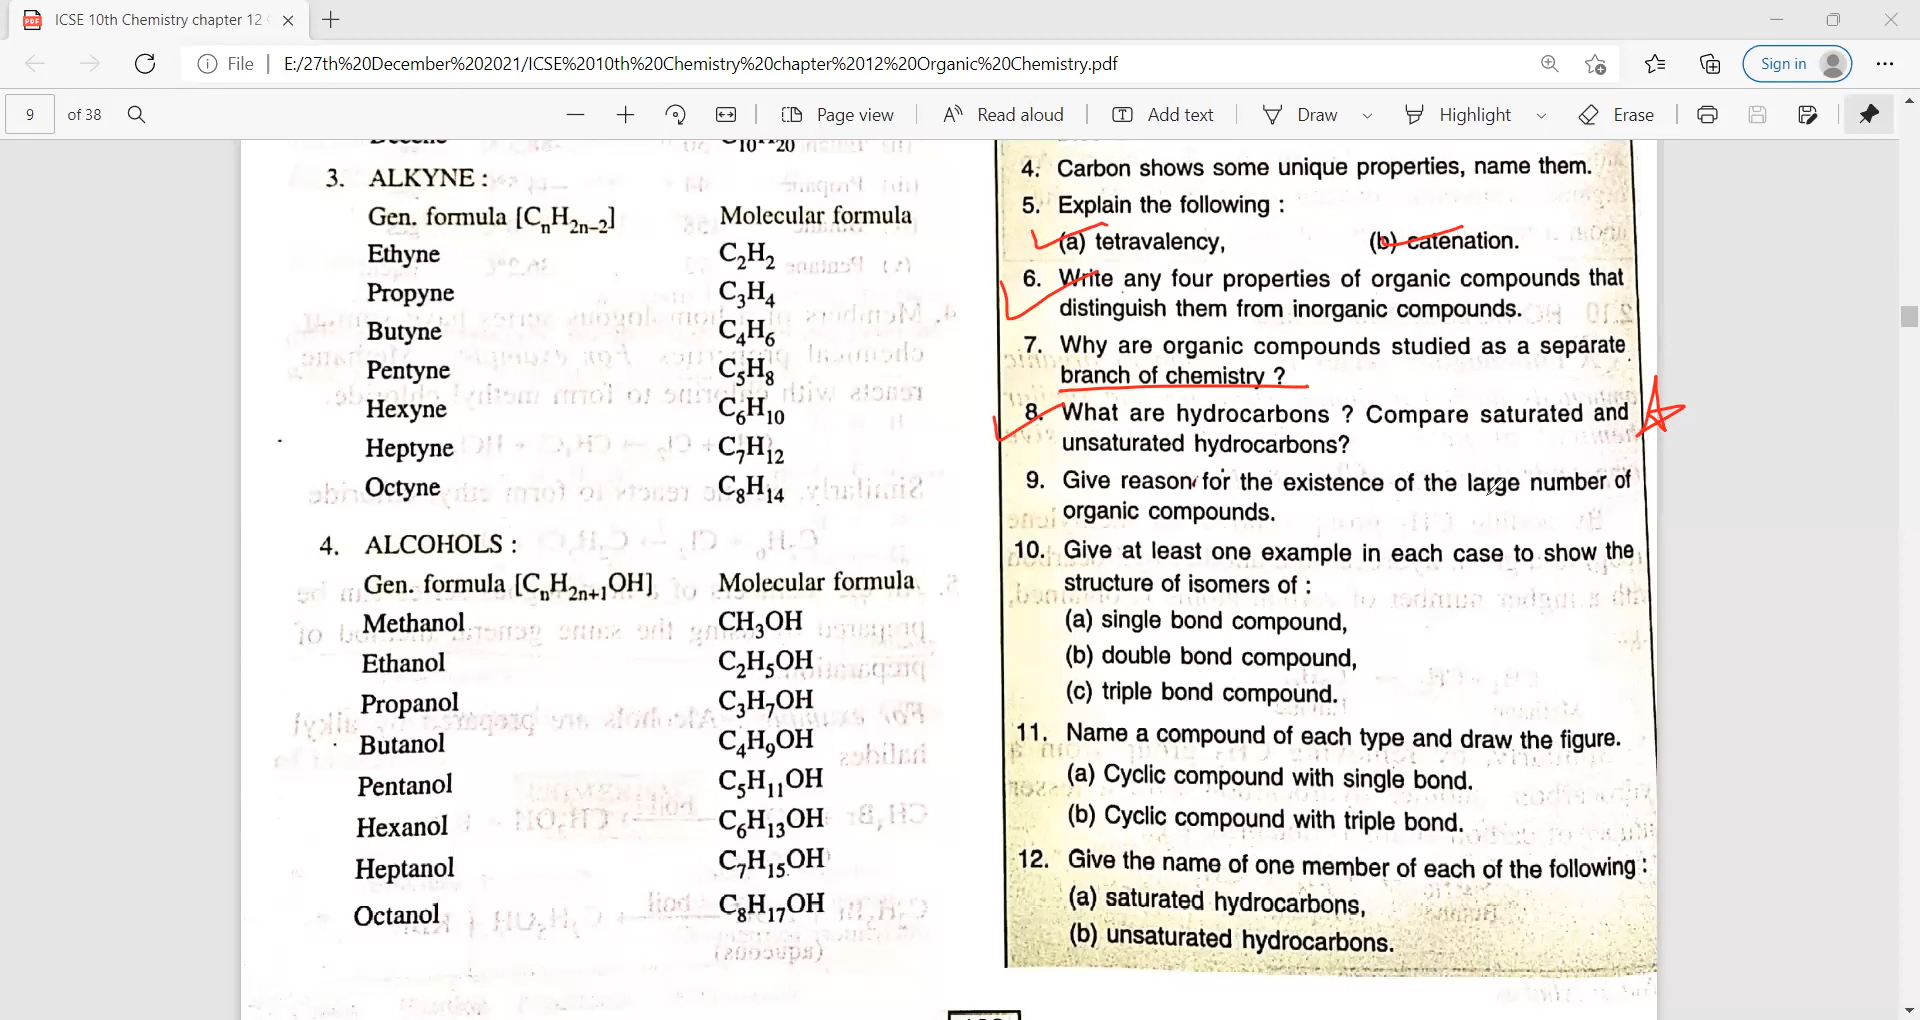 ICSE 10th Chemistry chapter 12
File
E:/27th%20December%202021/ICSE%2010th%20Chemistry%20chapter%2012%20Organic%20Chemistry.pdf
Sign in
9 of 38
Page view
Read aloud
Add text
Draw
Highlight
Erase
3. ALKYNE :
Gen. formula [CₙH₂ₙ₋₂] Molecular formula
Ethyne C₂H₂
Propyne C₃H₄
Butyne C₄H₆
Pentyne C₅H₈
Hexyne C₆H₁₀
Heptyne C₇H₁₂
Octyne C₈H₁₄
4. ALCOHOLS :
Gen. formula [CₙH₂ₙ₊₁OH] Molecular formula
Methanol CH₃OH
Ethanol C₂H₅OH
Propanol C₃H₇OH
Butanol C₄H₉OH
Pentanol C₅H₁₁OH
Hexanol C₆H₁₃OH
Heptanol C₇H₁₅OH
Octanol C₈H₁₇OH
4. Carbon shows some unique properties, name them.
5. Explain the following :
(a) tetravalency, (b) catenation.
6. Write any four properties of organic compounds that
distinguish them from inorganic compounds.
7. Why are organic compounds studied as a separate
branch of chemistry ?
8. What are hydrocarbons ? Compare saturated and
unsaturated hydrocarbons?
9. Give reason for the existence of the large number of
organic compounds.
10. Give at least one example in each case to show the
structure of isomers of :
(a) single bond compound,
(b) double bond compound,
(c) triple bond compound.
11. Name a compound of each type and draw the figure.
(a) Cyclic compound with single bond.
(b) Cyclic compound with triple bond.
12. Give the name of one member of each of the following :
(a) saturated hydrocarbons,
(b) unsaturated hydrocarbons.